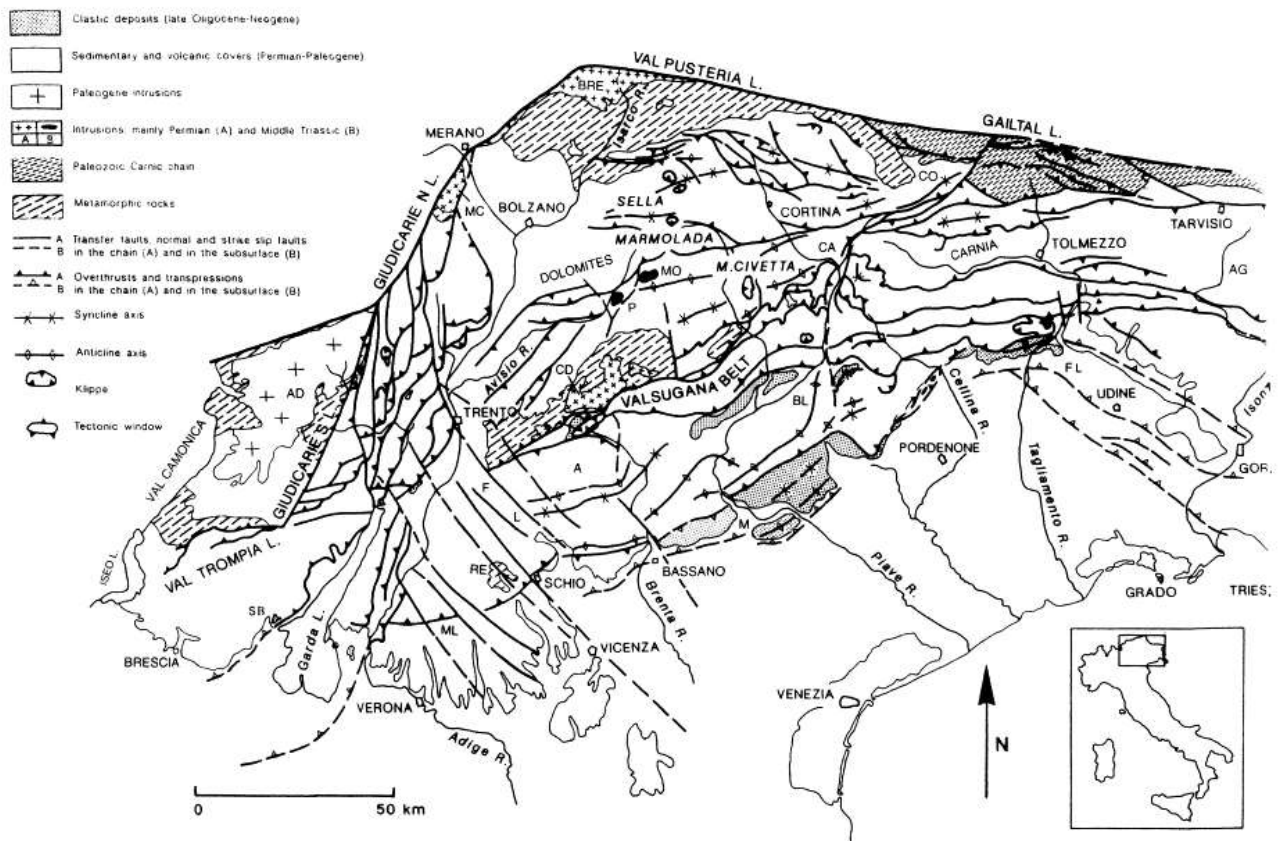 Clastic deposits (late Oligocene-Neogene)
Sedimentary and volcanic covers (Permian-Paleogene)
Paleogene intrusions
Intrusions, mainly Permian (A) and Middle Triassic (B)
A B
Paleozoic Carnic chain
Metamorphic rocks
A Transfer faults, normal and strike slip faults
B in the chain (A) and in the subsurface (B)
A Overthrusts and transpressions
B in the chain (A) and in the subsurface (B)
Syncline axis
Anticline axis
Klippe
Tectonic window
VAL PUSTERIA L.
BRE
Isarco R.
MERANO
GAILTAL L.
GIUDICARIE N L.
MC
BOLZANO
SELLA
CORTINA
CO
TARVISIO
MARMOLADA
CA
CARNIA
TOLMEZZO
DOLOMITES
MO
M.CIVETTA
AG
P
Avisio R.
CD
AD
VALSUGANA BELT
BL
FL
UDINE
TRENTO
Cellina R.
VAL CAMONICA
GIUDICARIE S L.
A
PORDENONE
Tagliamento R.
GOR
F
L
M
VAL TROMPIA L.
ISEO L.
RE
SCHIO
BASSANO
Brenta R.
Piave R.
GRADO
TRIES
SB
Garda L.
ML
BRESCIA
VICENZA
VERONA
VENEZIA
Adige R.
N
0 50 km